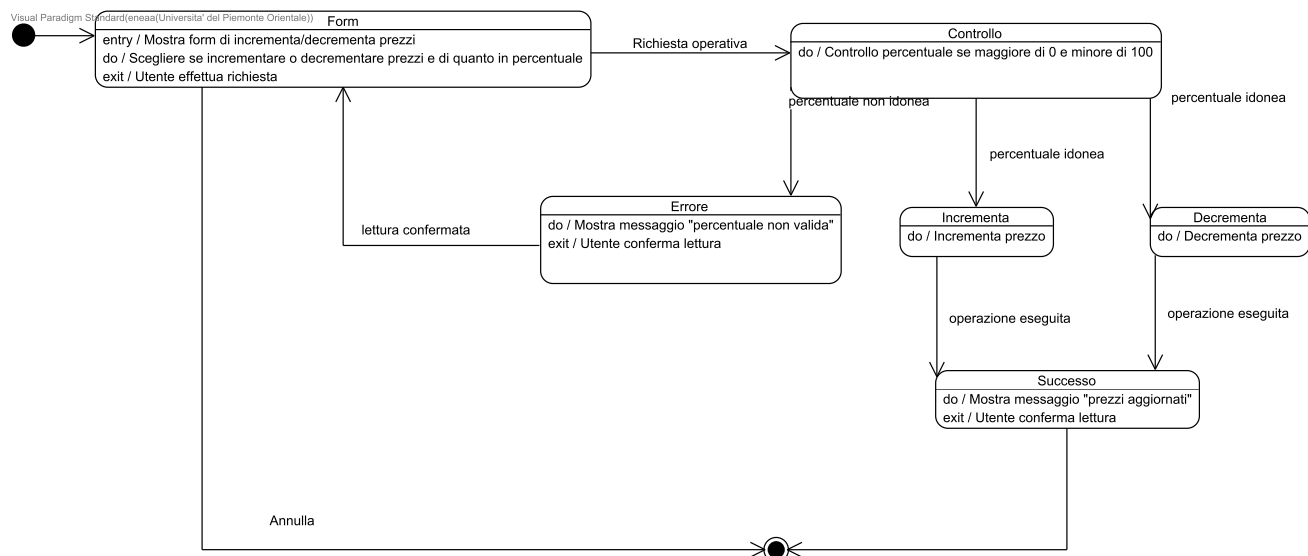 Visual Paradigm Standard(eneaa(Universita' del Piemonte Orientale))
Form
entry / Mostra form di incrementa/decrementa prezzi
do / Scegliere se incrementare o decrementare prezzi e di quanto in percentuale
exit / Utente effettua richiesta
Richiesta operativa
Controllo
do / Controllo percentuale se maggiore di 0 e minore di 100
percentuale non idonea
percentuale idonea
percentuale idonea
Errore
do / Mostra messaggio "percentuale non valida"
exit / Utente conferma lettura
lettura confermata
Incrementa
do / Incrementa prezzo
Decrementa
do / Decrementa prezzo
operazione eseguita
operazione eseguita
Successo
do / Mostra messaggio "prezzi aggiornati"
exit / Utente conferma lettura
Annulla